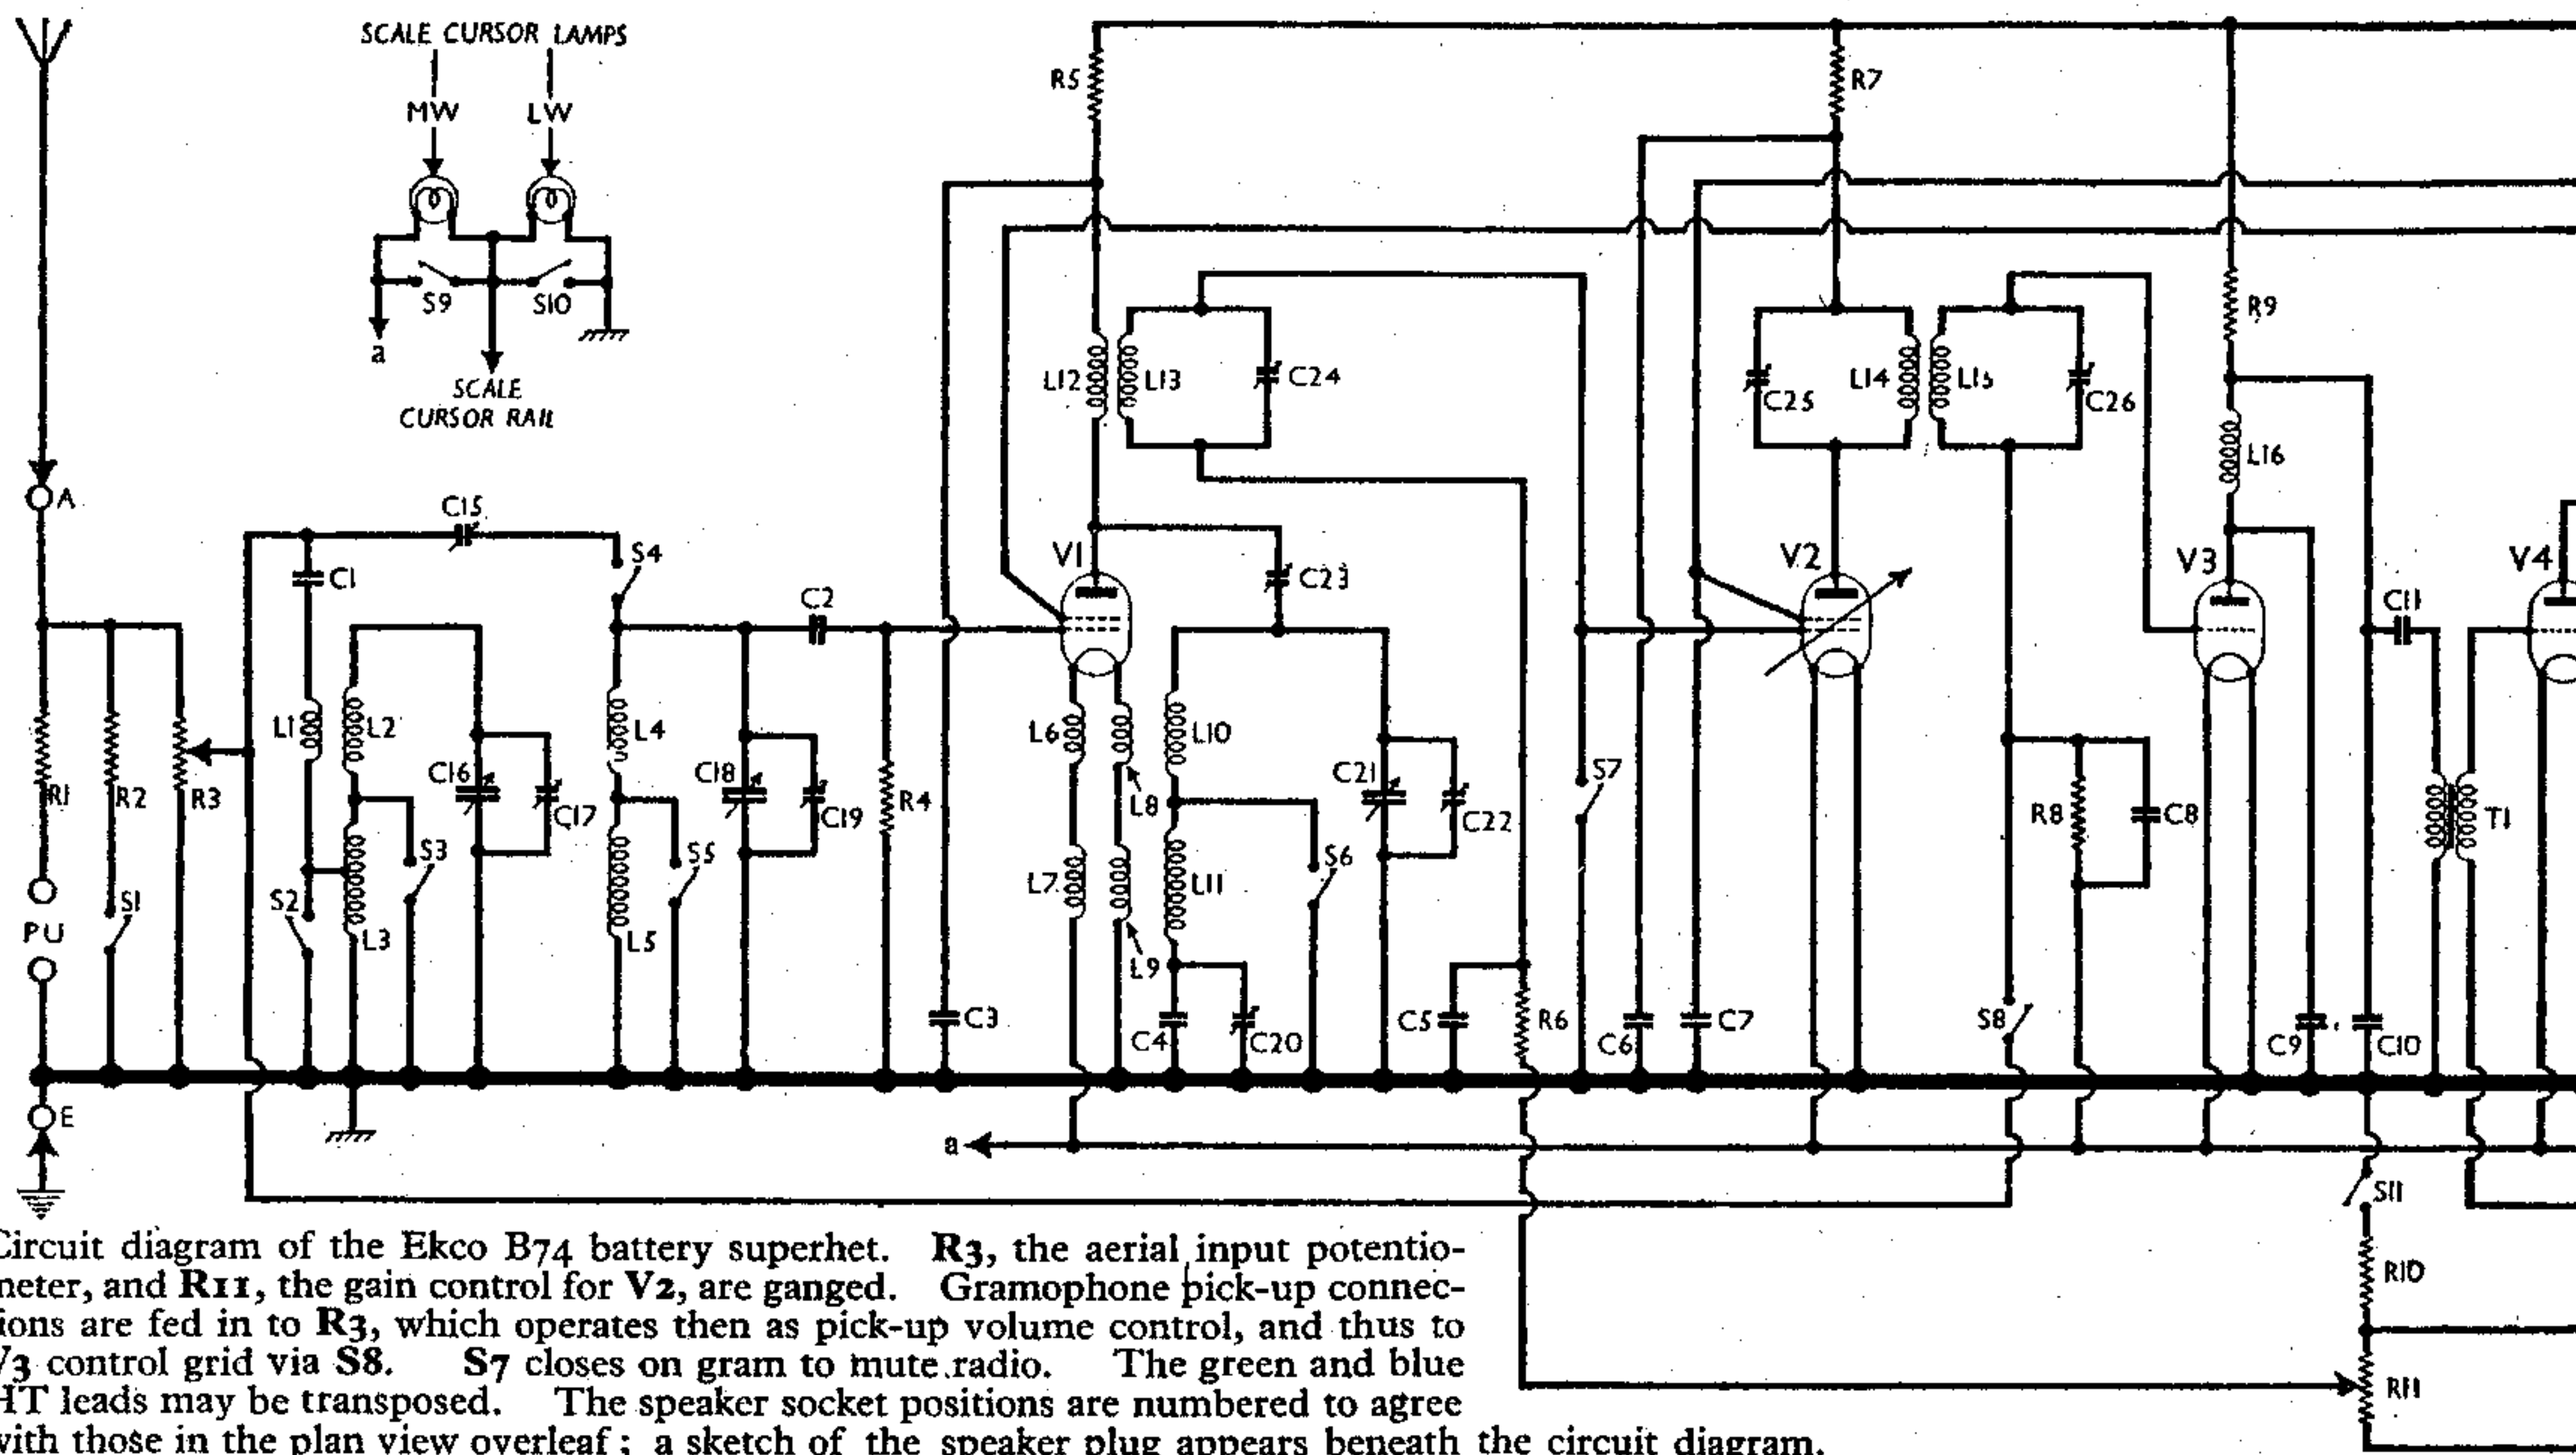 SCALE CURSOR LAMPS
MW
LW
S9
S10
a
SCALE
CURSOR RAIL
R5
R7
R9
L12
L13
C24
C25
L14
L15
C26
L16
A
C15
S4
C1
C2
V1
C23
V2
V3
V4
C11
L1
L2
L4
L6
L8
L10
S7
R1
R2
R3
C16
C17
C18
C19
R4
C21
C22
R8
C8
T1
S1
S2
S3
S5
L7
L11
S6
PU
L3
L5
L9
C3
C4
C20
C5
R6
C6
C7
S8
C9
C10
E
a
S11
R10
R11
Circuit diagram of the Ekco B74 battery superhet. R3, the aerial input potentio-
meter, and R11, the gain control for V2, are ganged. Gramophone pick-up connec-
tions are fed in to R3, which operates then as pick-up volume control, and thus to
V3 control grid via S8. S7 closes on gram to mute radio. The green and blue
HT leads may be transposed. The speaker socket positions are numbered to agree
with those in the plan view overleaf; a sketch of the speaker plug appears beneath the circuit diagram.